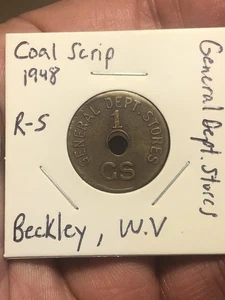 Coal Scrip
1948
R-5
GENERAL DEPT. STORES
1
CS
Beckley, W.V
General Dept. Stores